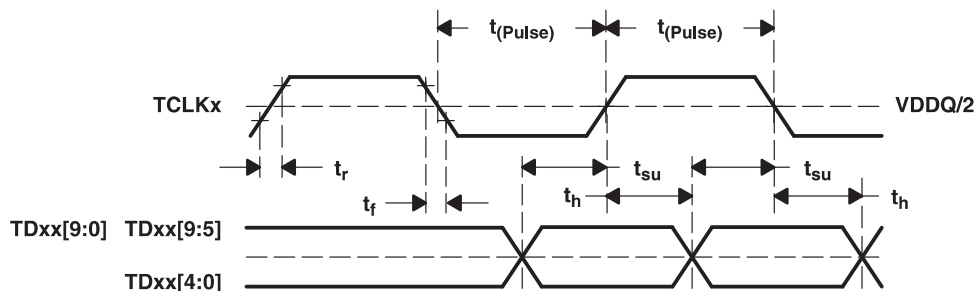 t(Pulse) t(Pulse)
TCLKx VDDQ/2
tr tsu tsu
tf th th
TDxx[9:0] TDxx[9:5]
TDxx[4:0]